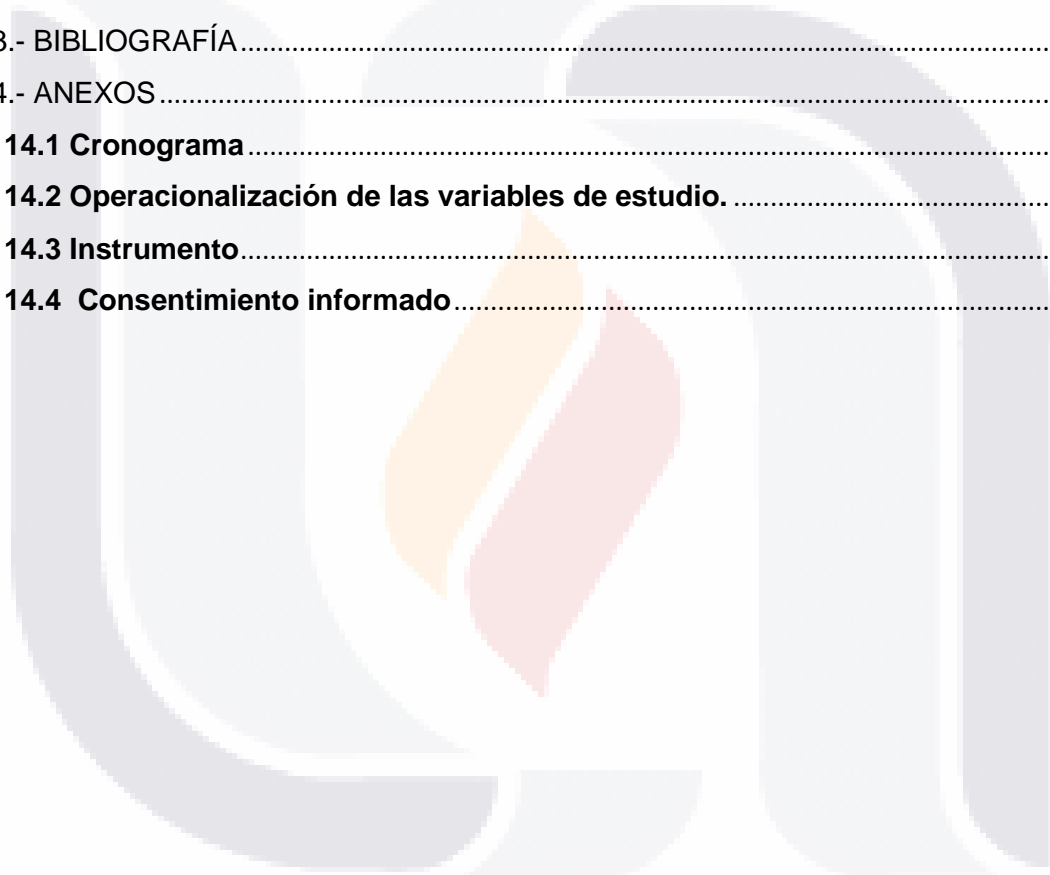 3.- BIBLIOGRAFÍA........................................................................................................
4.- ANEXOS........................................................................................................
14.1 Cronograma........................................................................................................
14.2 Operacionalización de las variables de estudio. ........................................
14.3 Instrumento........................................................................................................
14.4 Consentimiento informado........................................................................